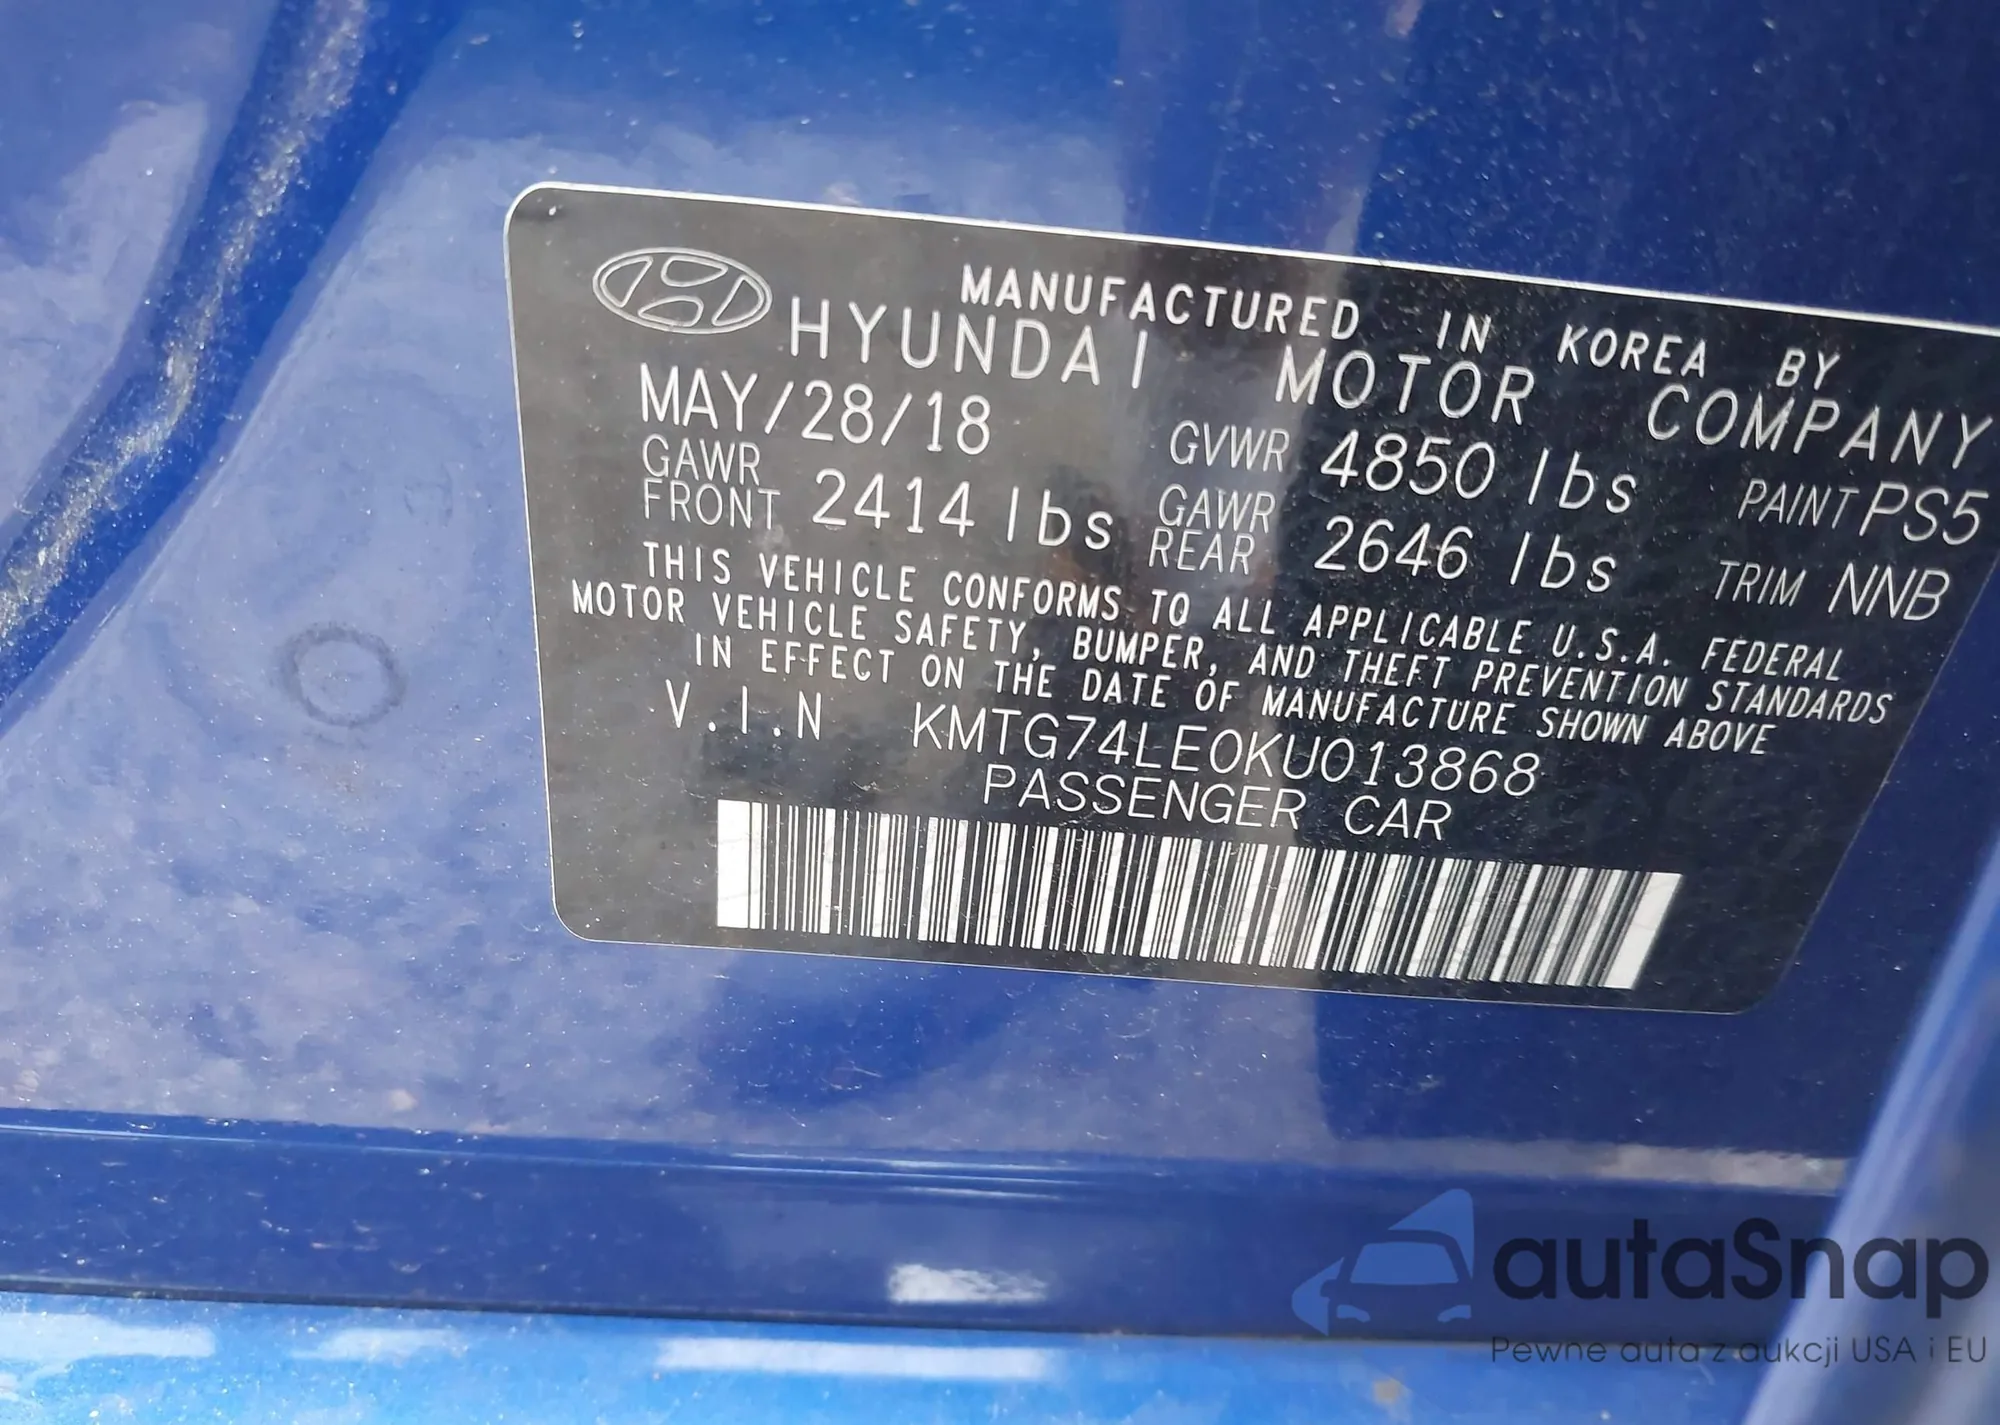 MANUFACTURED IN KOREA BY
HYUNDAI MOTOR COMPANY
MAY/28/18 GVWR 4850 lbs PAINT PS5
GAWR FRONT 2414 lbs GAWR REAR 2646 lbs TRIM NNB
THIS VEHICLE CONFORMS TO ALL APPLICABLE U.S.A. FEDERAL
MOTOR VEHICLE SAFETY, BUMPER, AND THEFT PREVENTION STANDARDS
IN EFFECT ON THE DATE OF MANUFACTURE SHOWN ABOVE
V.I.N KMTG74LE0KU013868
PASSENGER CAR
autaSnap
Pewne auta z aukcji USA i EU